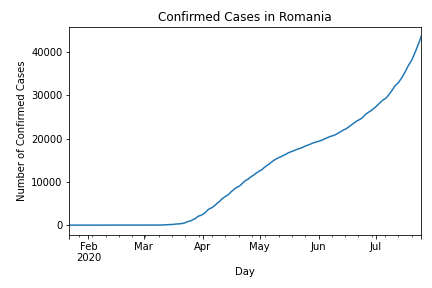 Confirmed Cases in Romania
Number of Confirmed Cases
40000
30000
20000
10000
0
Feb
2020
Mar
Apr
May
Jun
Jul
Day